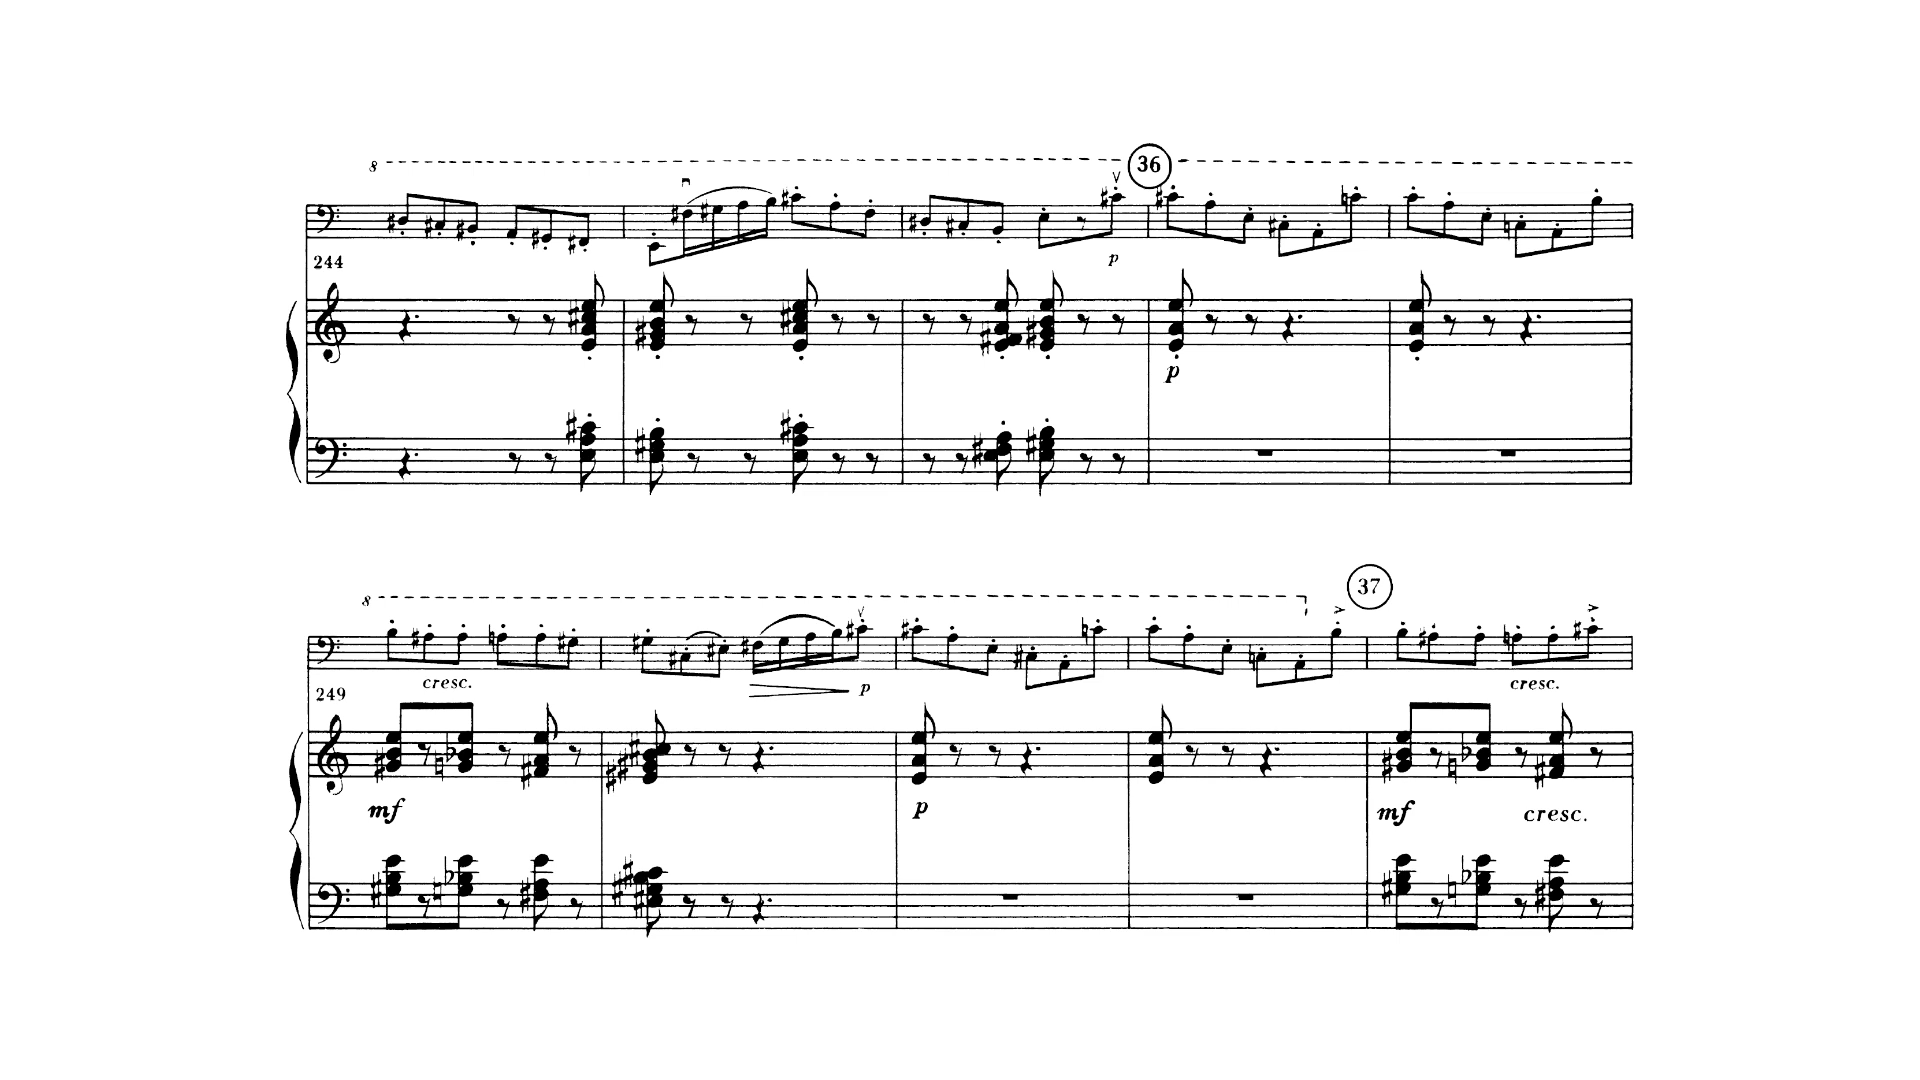 8 36
p
244
p
8 37
cresc. p cresc.
249
mf p mf cresc.